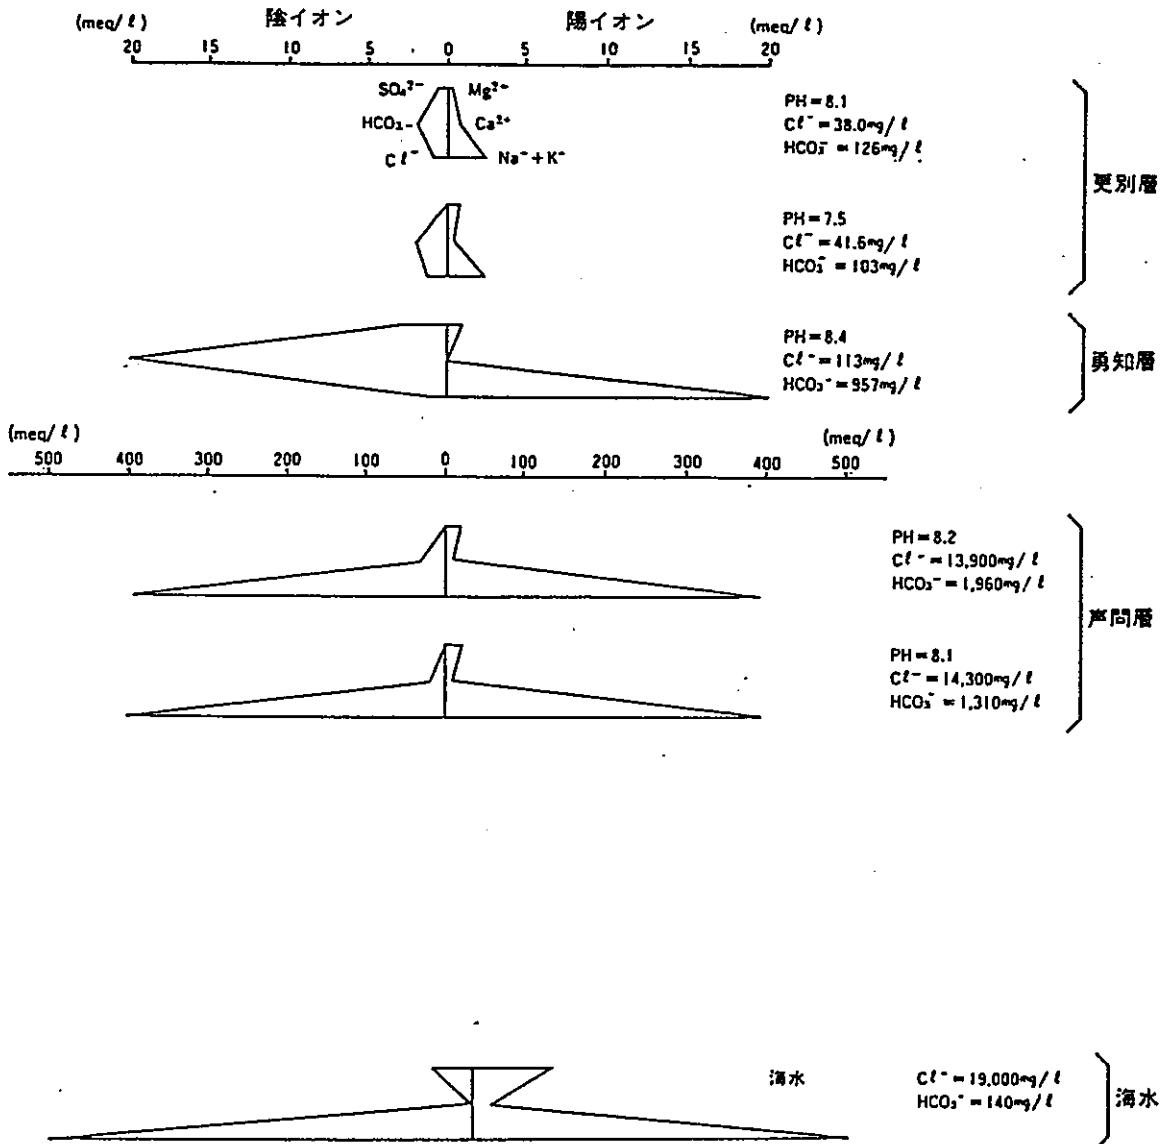 (meq/ℓ) 陰イオン 陽イオン (meq/ℓ)
20 15 10 5 0 5 10 15 20
SO₄²⁻ Mg²⁺
HCO₃- Ca²⁺
Cℓ⁻ Na⁻+K⁻
PH=8.1
Cℓ⁻=38.0mg/ℓ
HCO₃⁻=126mg/ℓ
更別層
PH=7.5
Cℓ⁻=41.6mg/ℓ
HCO₃⁻=103mg/ℓ
PH=8.4
Cℓ⁻=113mg/ℓ
HCO₃⁻=957mg/ℓ
勇知層
(meq/ℓ) (meq/ℓ)
500 400 300 200 100 0 100 200 300 400 500
PH=8.2
Cℓ⁻=13,900mg/ℓ
HCO₃⁻=1,960mg/ℓ
声問層
PH=8.1
Cℓ⁻=14,300mg/ℓ
HCO₃⁻=1,310mg/ℓ
海水
Cℓ⁻=19,000mg/ℓ
HCO₃⁻=140mg/ℓ
海水